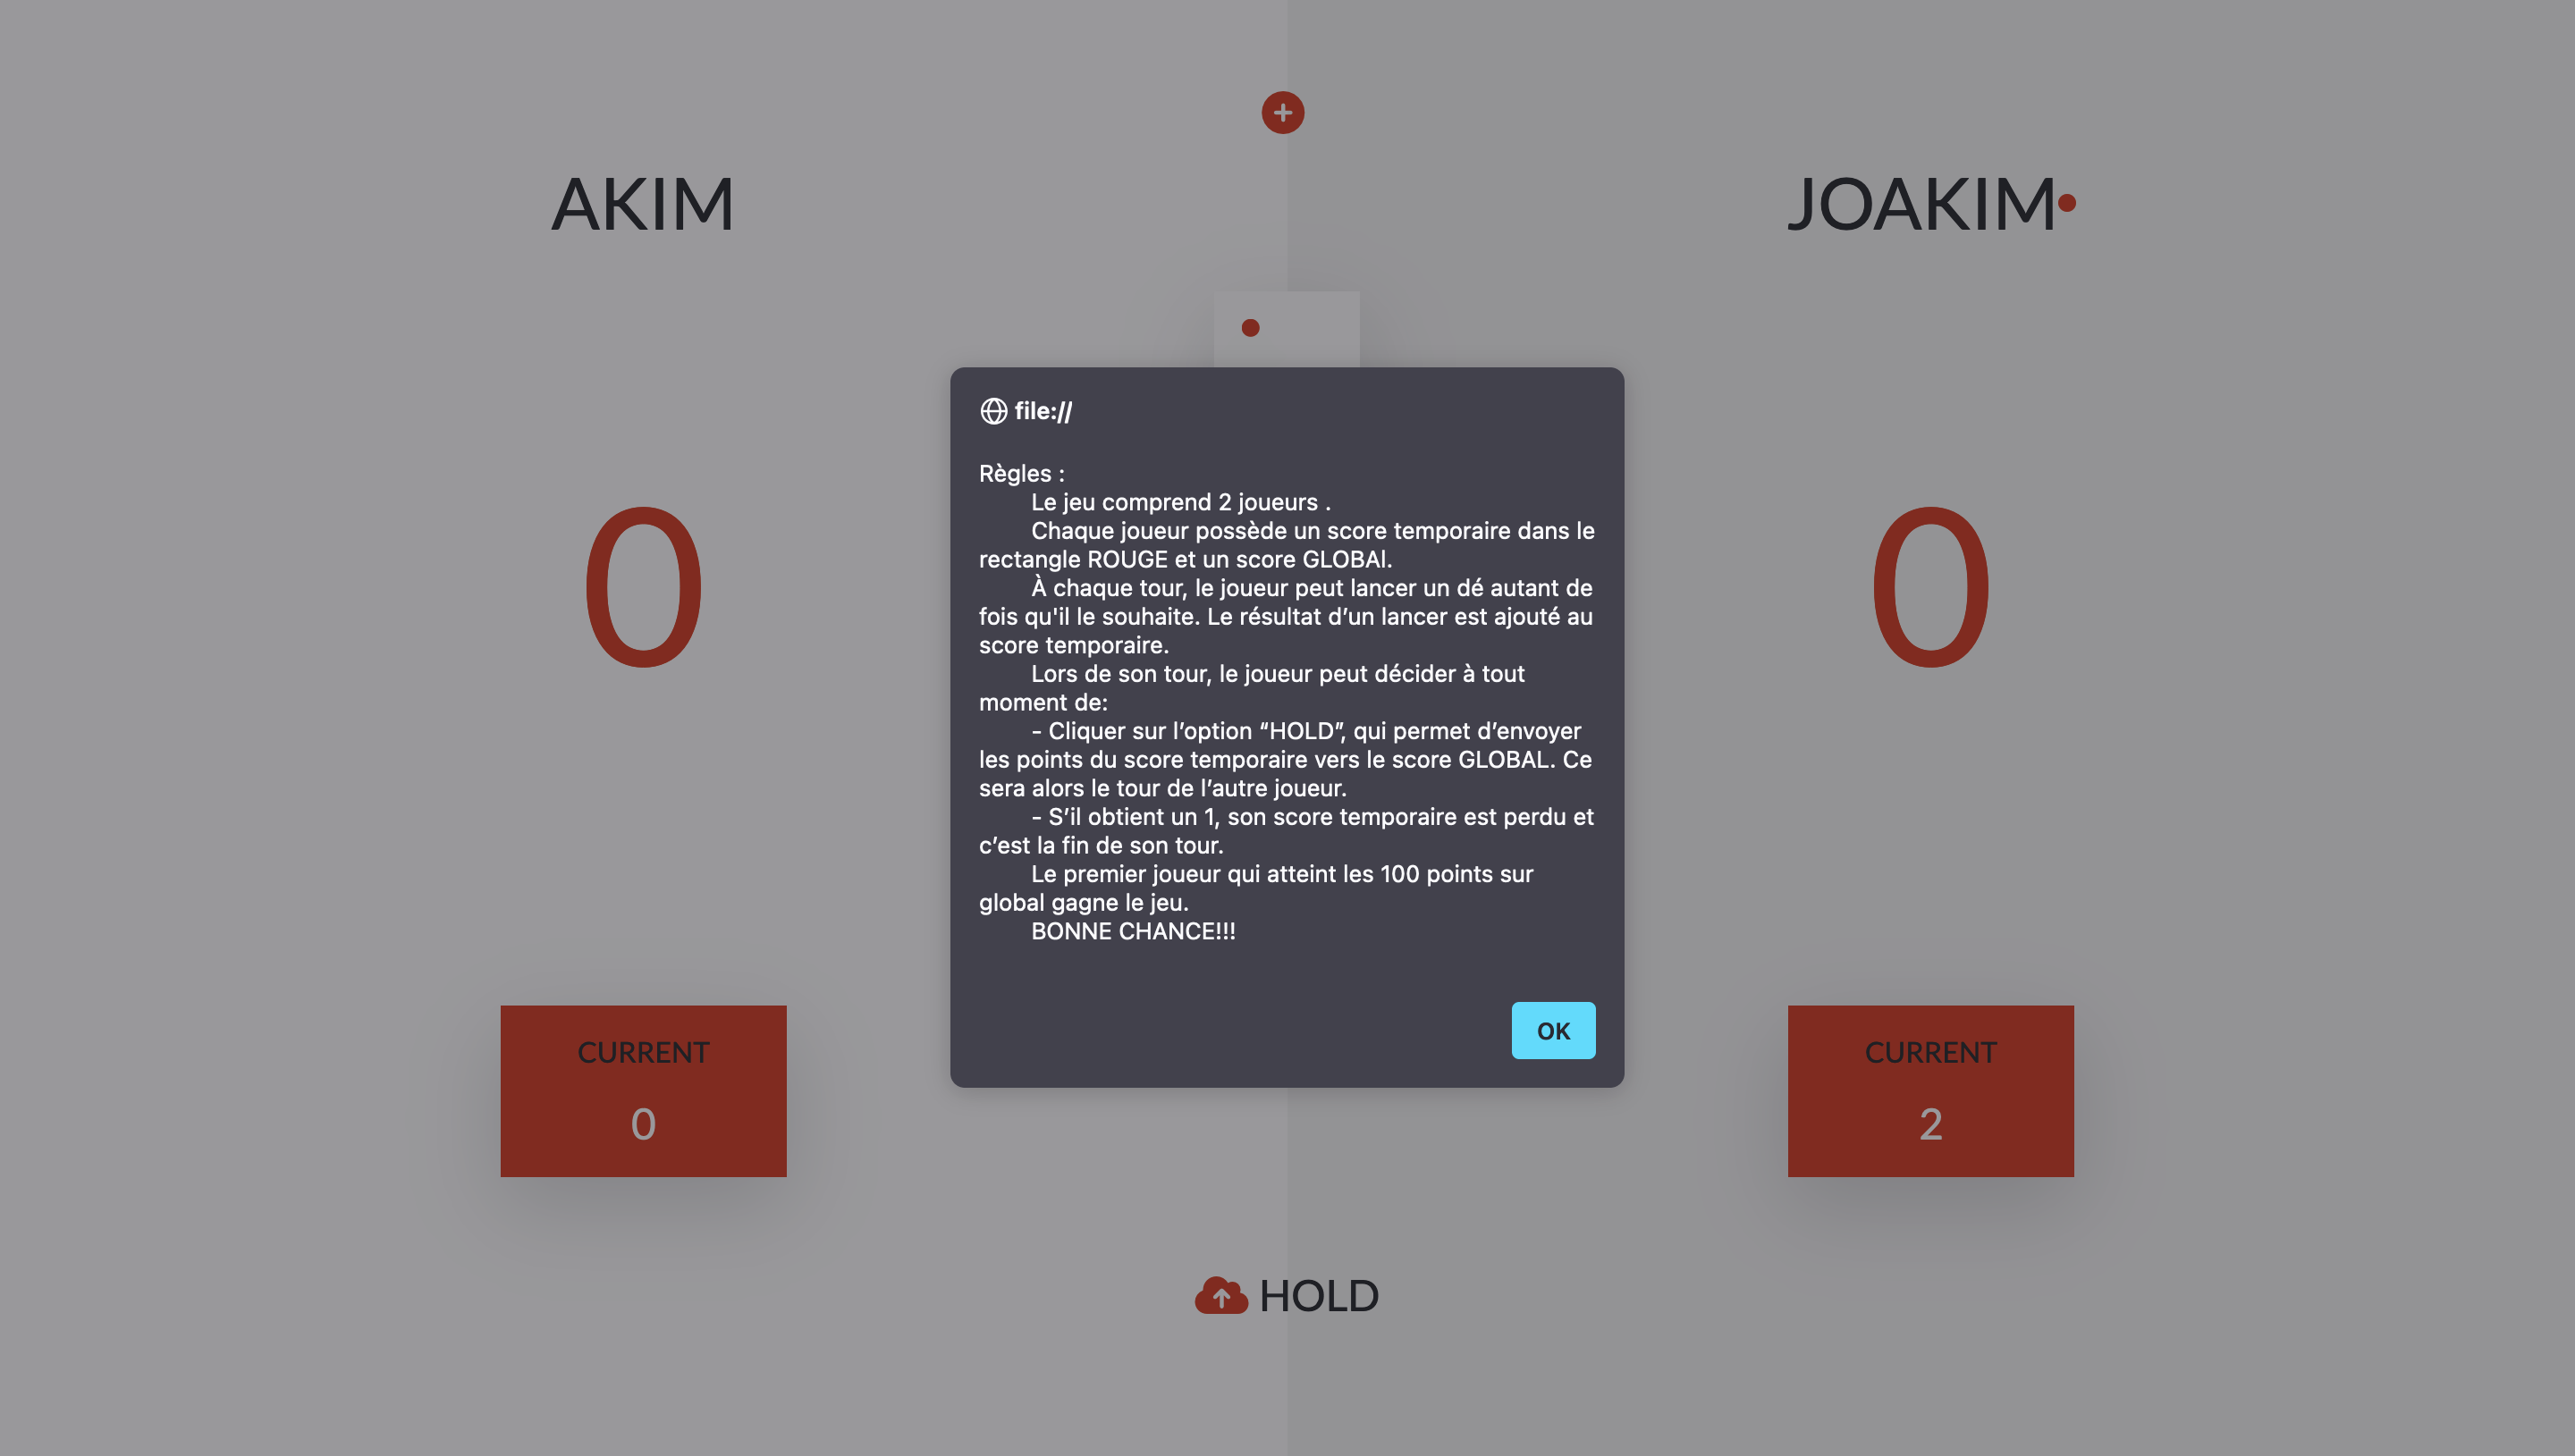 AKIM
JOAKIM
0
0
file://
Règles :
Le jeu comprend 2 joueurs .
Chaque joueur possède un score temporaire dans le
rectangle ROUGE et un score GLOBAl.
À chaque tour, le joueur peut lancer un dé autant de
fois qu'il le souhaite. Le résultat d’un lancer est ajouté au
score temporaire.
Lors de son tour, le joueur peut décider à tout
moment de:
- Cliquer sur l’option “HOLD”, qui permet d’envoyer
les points du score temporaire vers le score GLOBAL. Ce
sera alors le tour de l’autre joueur.
- S’il obtient un 1, son score temporaire est perdu et
c’est la fin de son tour.
Le premier joueur qui atteint les 100 points sur
global gagne le jeu.
BONNE CHANCE!!!
OK
CURRENT
0
CURRENT
2
HOLD